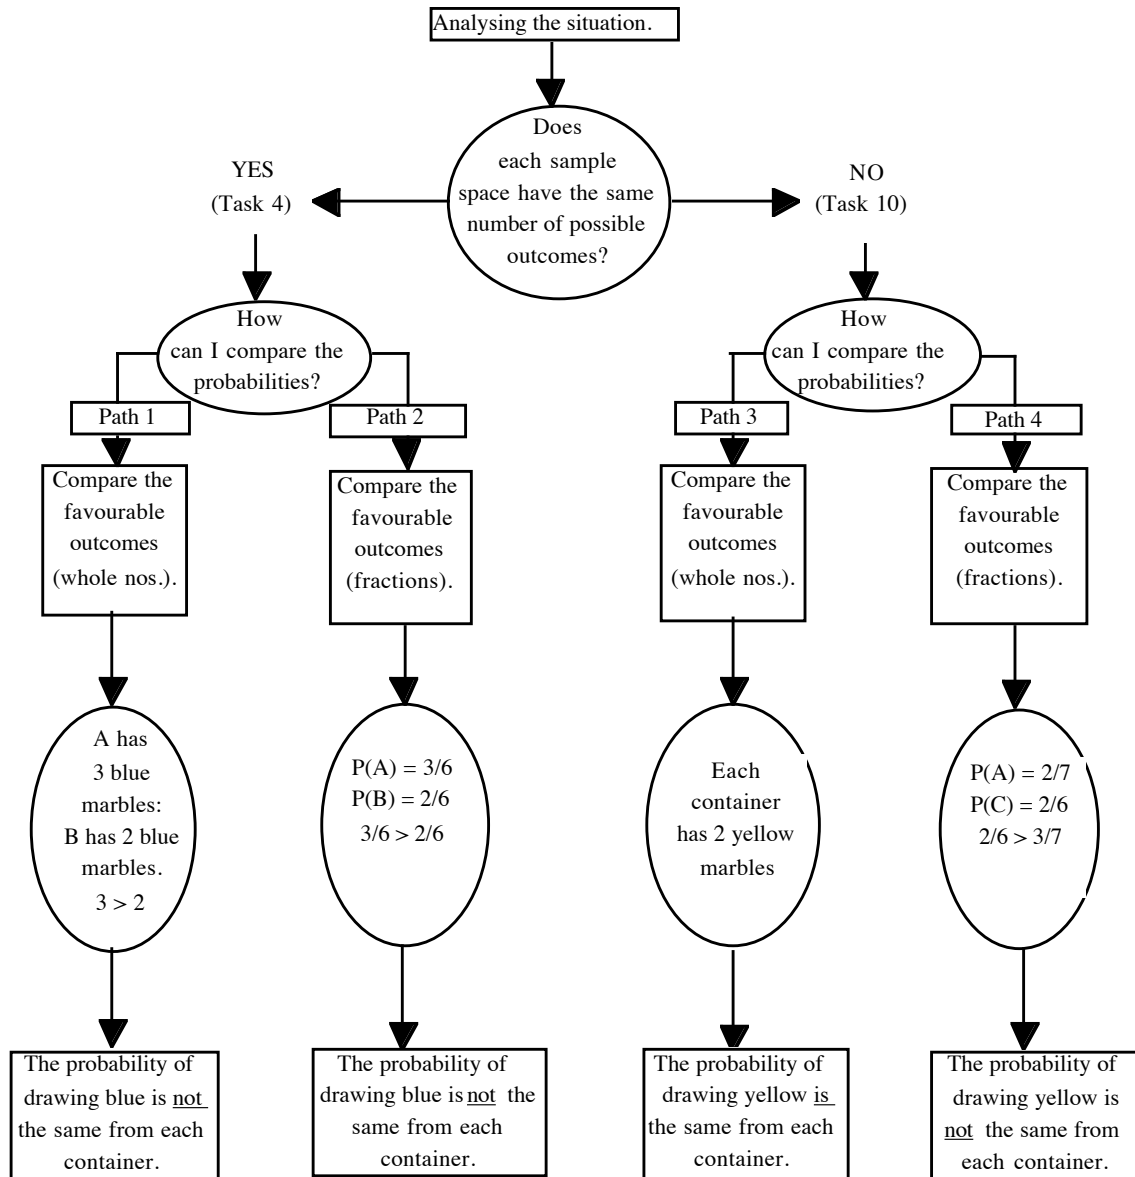 Analysing the situation.
Does
each sample
space have the same
number of possible
outcomes?
YES
(Task 4)
NO
(Task 10)
How
can I compare the
probabilities?
How
can I compare the
probabilities?
Path 1
Path 2
Path 3
Path 4
Compare the
favourable
outcomes
(whole nos.).
Compare the
favourable
outcomes
(fractions).
Compare the
favourable
outcomes
(whole nos.).
Compare the
favourable
outcomes
(fractions).
A has
3 blue
marbles:
B has 2 blue
marbles.
3 > 2
P(A) = 3/6
P(B) = 2/6
3/6 > 2/6
Each
container
has 2 yellow
marbles
P(A) = 2/7
P(C) = 2/6
2/6 > 3/7
The probability of
drawing blue is not
the same from each
container.
The probability of
drawing blue is not the
same from each
container.
The probability of
drawing yellow is
the same from each
container.
The probability of
drawing yellow is
not the same from
each container.